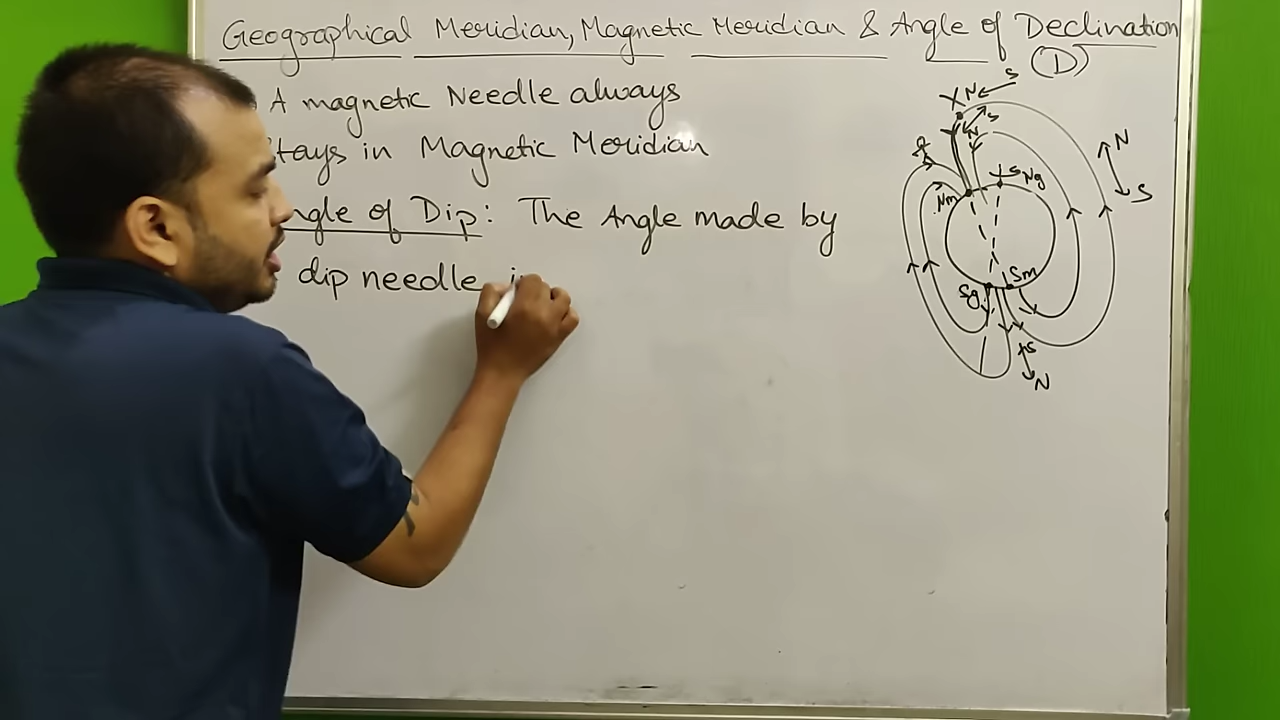 Geographical Meridian, Magnetic Meridian & Angle of Declination
(D)
A magnetic Needle always
stays in Magnetic Meridian
ngle of Dip: The Angle made by
dip needle i
N
S
S
N
N
S
S Ng
Nm
Sm
Sg
S
N